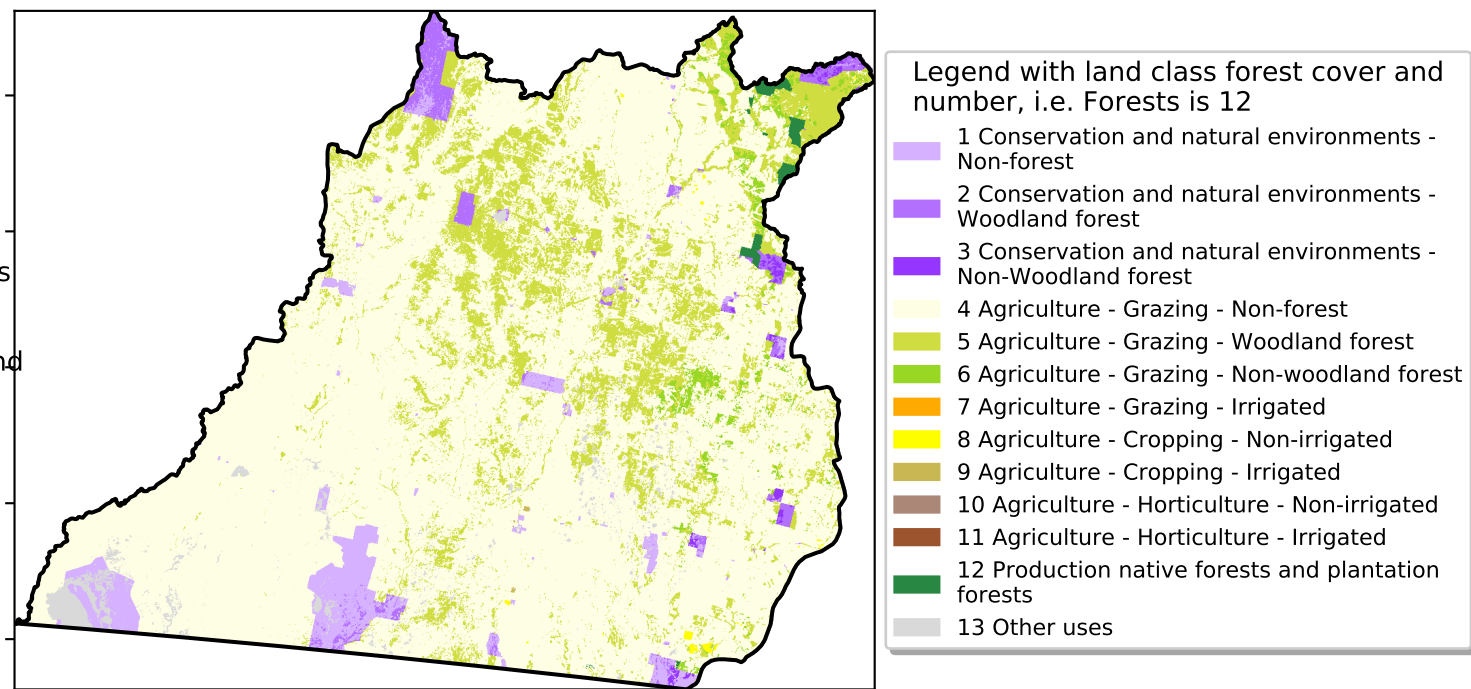 s
nd
Legend with land class forest cover and
number, i.e. Forests is 12
1 Conservation and natural environments -
Non-forest
2 Conservation and natural environments -
Woodland forest
3 Conservation and natural environments -
Non-Woodland forest
4 Agriculture - Grazing - Non-forest
5 Agriculture - Grazing - Woodland forest
6 Agriculture - Grazing - Non-woodland forest
7 Agriculture - Grazing - Irrigated
8 Agriculture - Cropping - Non-irrigated
9 Agriculture - Cropping - Irrigated
10 Agriculture - Horticulture - Non-irrigated
11 Agriculture - Horticulture - Irrigated
12 Production native forests and plantation
forests
13 Other uses